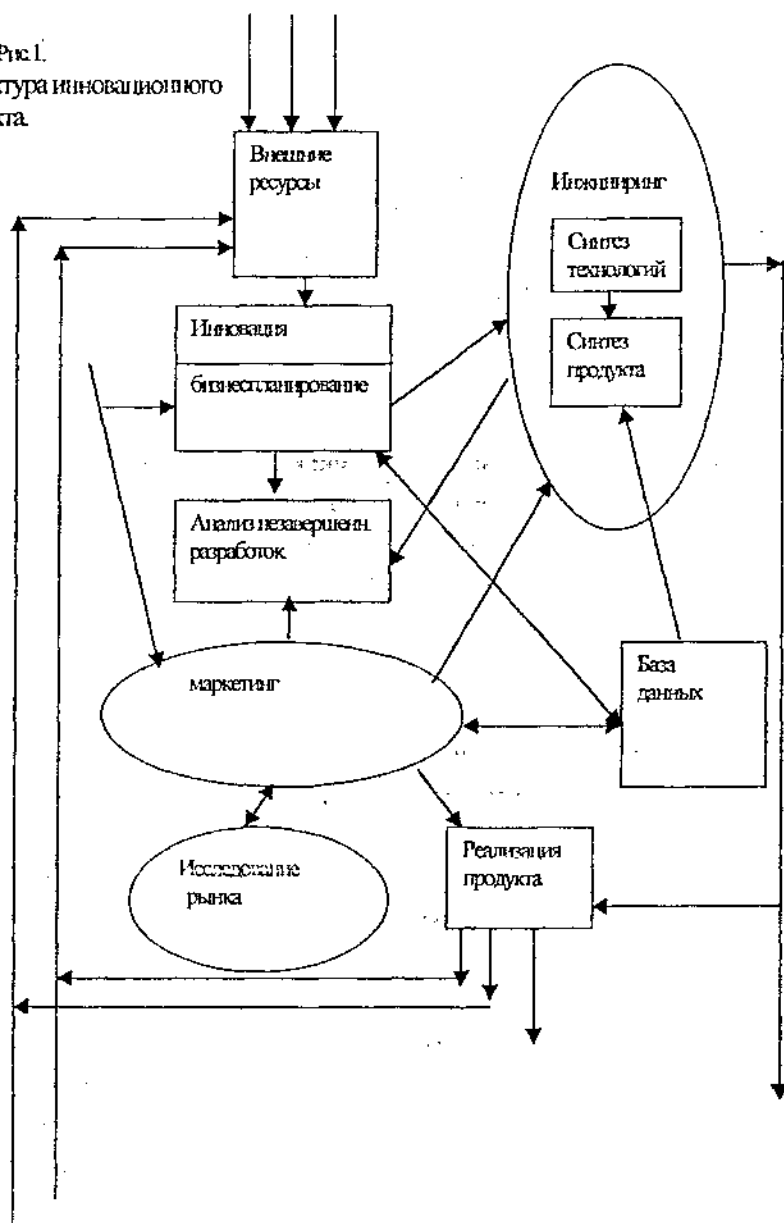 Рис.1.
ктура инновационного
кта.
Внешние
ресурсы
Инжиниринг
Синтез
технологий
Синтез
продукта
Инновация
бизнеспланирование
Анализ незавершенн.
разработок
маркетинг
База
данных
Исследование
рынка
Реализация
продукта